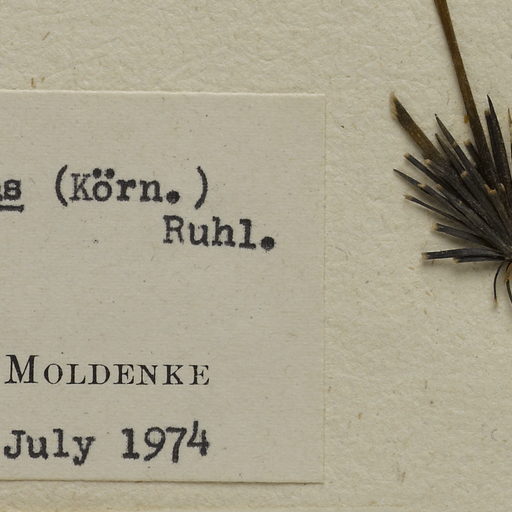 s (Körn.)
Ruhl.
MOLDENKE
July 1974